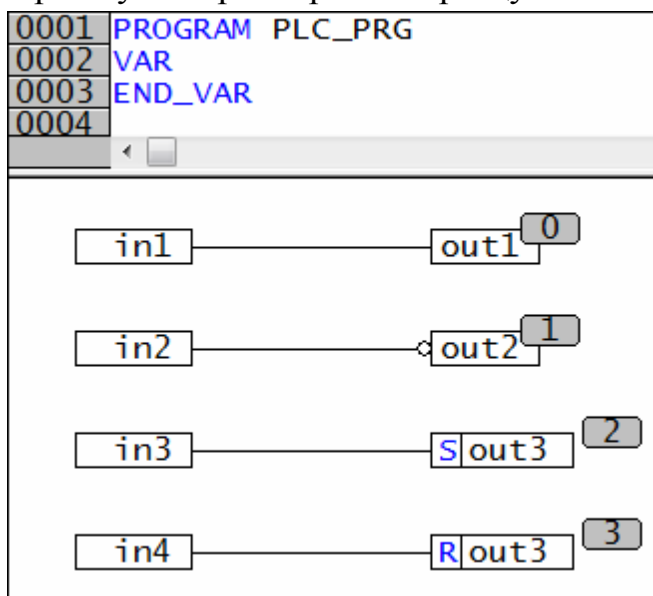 0001 PROGRAM PLC_PRG
0002 VAR
0003 END_VAR
0004
in1 out1 0
in2 out2 1
in3 S out3 2
in4 R out3 3